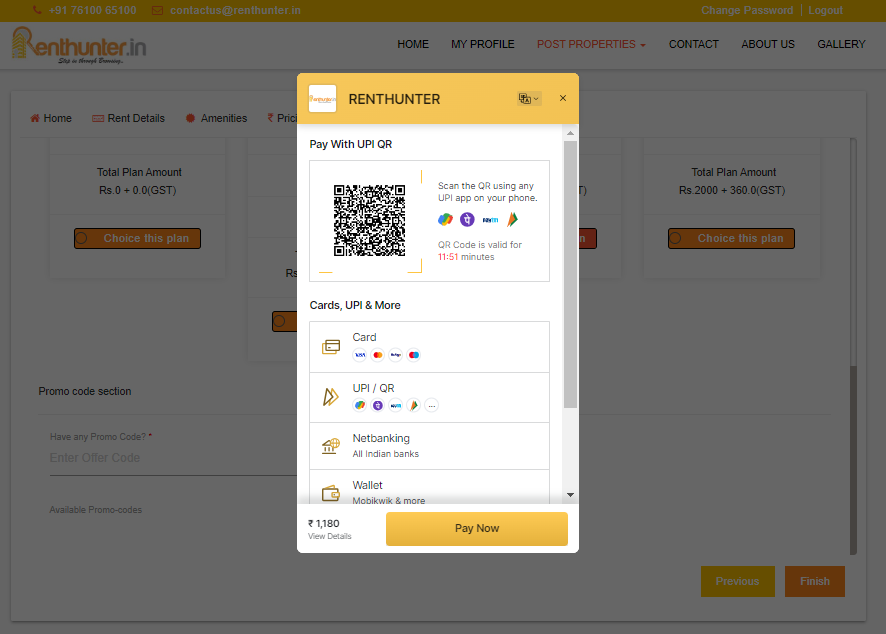 +91 76100 65100 contactus@renthunter.in Change Password | Logout
Renthunter.in
Step in through Browsing..
HOME MY PROFILE POST PROPERTIES CONTACT ABOUT US GALLERY
RENTHUNTER
Home Rent Details Amenities Prici
Pay With UPI QR
Scan the QR using any
UPI app on your phone.
QR Code is valid for
11:51 minutes
Total Plan Amount
Rs.0 + 0.0(GST)
Choice this plan
Rs
T)
n
Total Plan Amount
Rs.2000 + 360.0(GST)
Choice this plan
Cards, UPI & More
Card
VISA
UPI / QR
Netbanking
All Indian banks
Wallet
Mobikwik & more
₹ 1,180
View Details
Pay Now
Promo code section
Have any Promo Code? *
Enter Offer Code
Available Promo-codes
Previous Finish